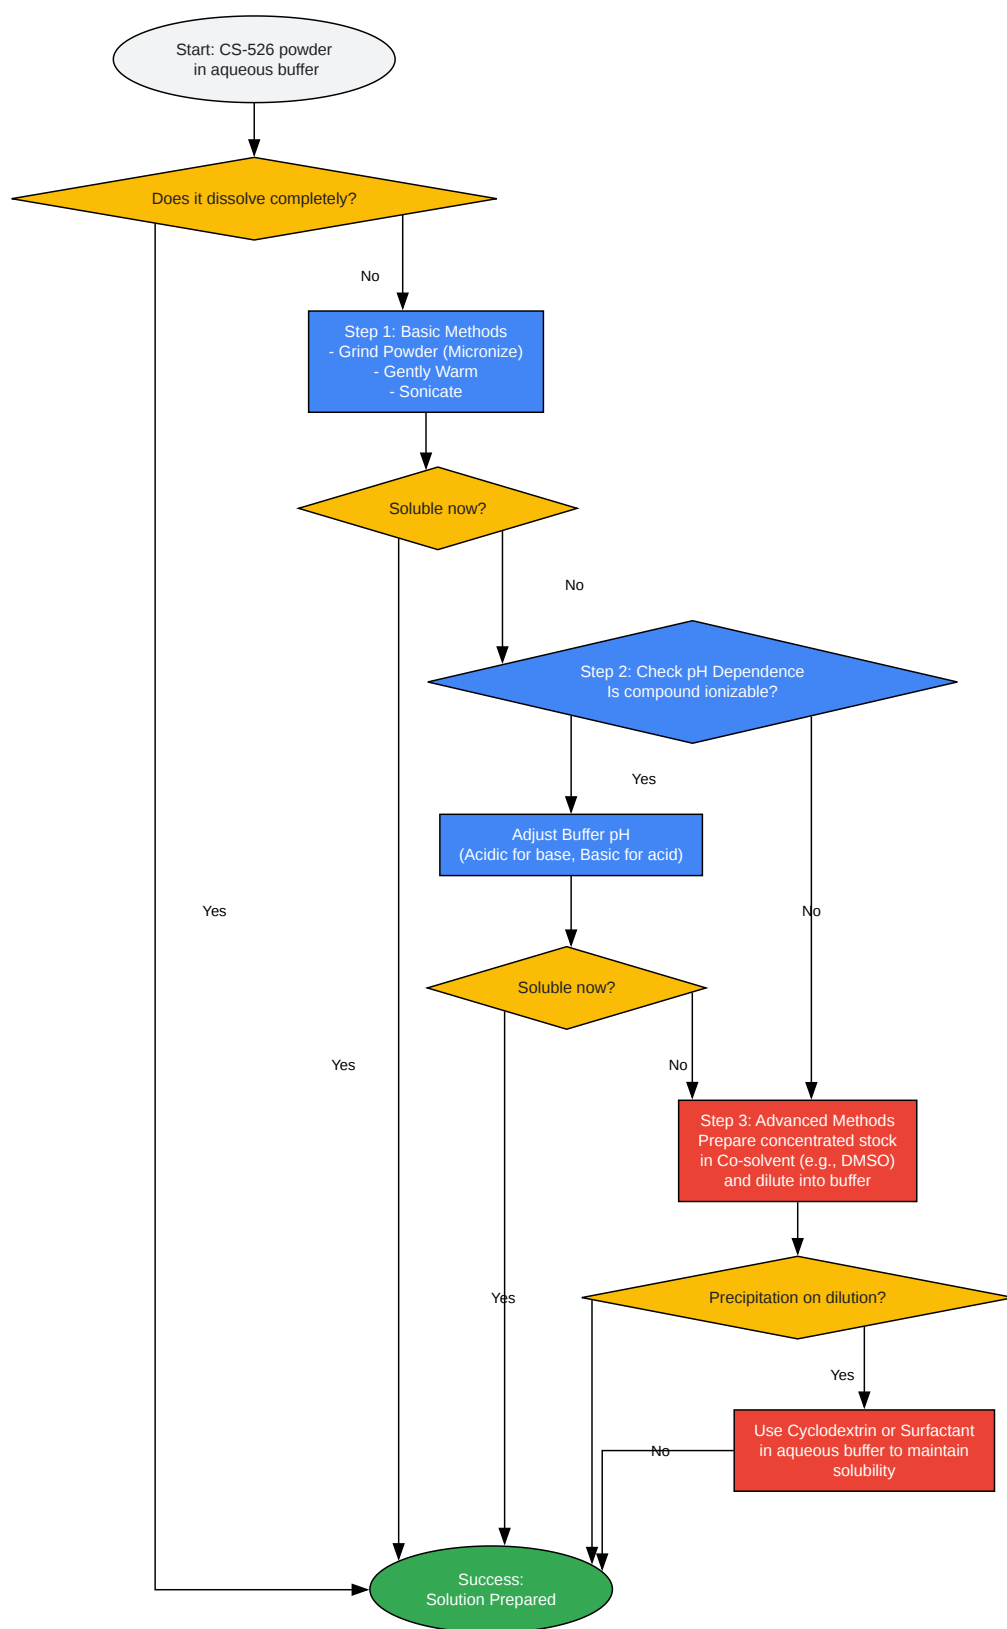 Start: CS-526 powder
in aqueous buffer
Does it dissolve completely?
No
Step 1: Basic Methods
- Grind Powder (Micronize)
- Gently Warm
- Sonicate
Soluble now?
No
Step 2: Check pH Dependence
Is compound ionizable?
Yes
Adjust Buffer pH
(Acidic for base, Basic for acid)
Yes
No
Soluble now?
Yes
No
Step 3: Advanced Methods
Prepare concentrated stock
in Co-solvent (e.g., DMSO)
and dilute into buffer
Yes
Precipitation on dilution?
Yes
Use Cyclodextrin or Surfactant
in aqueous buffer to maintain
solubility
No
Success:
Solution Prepared